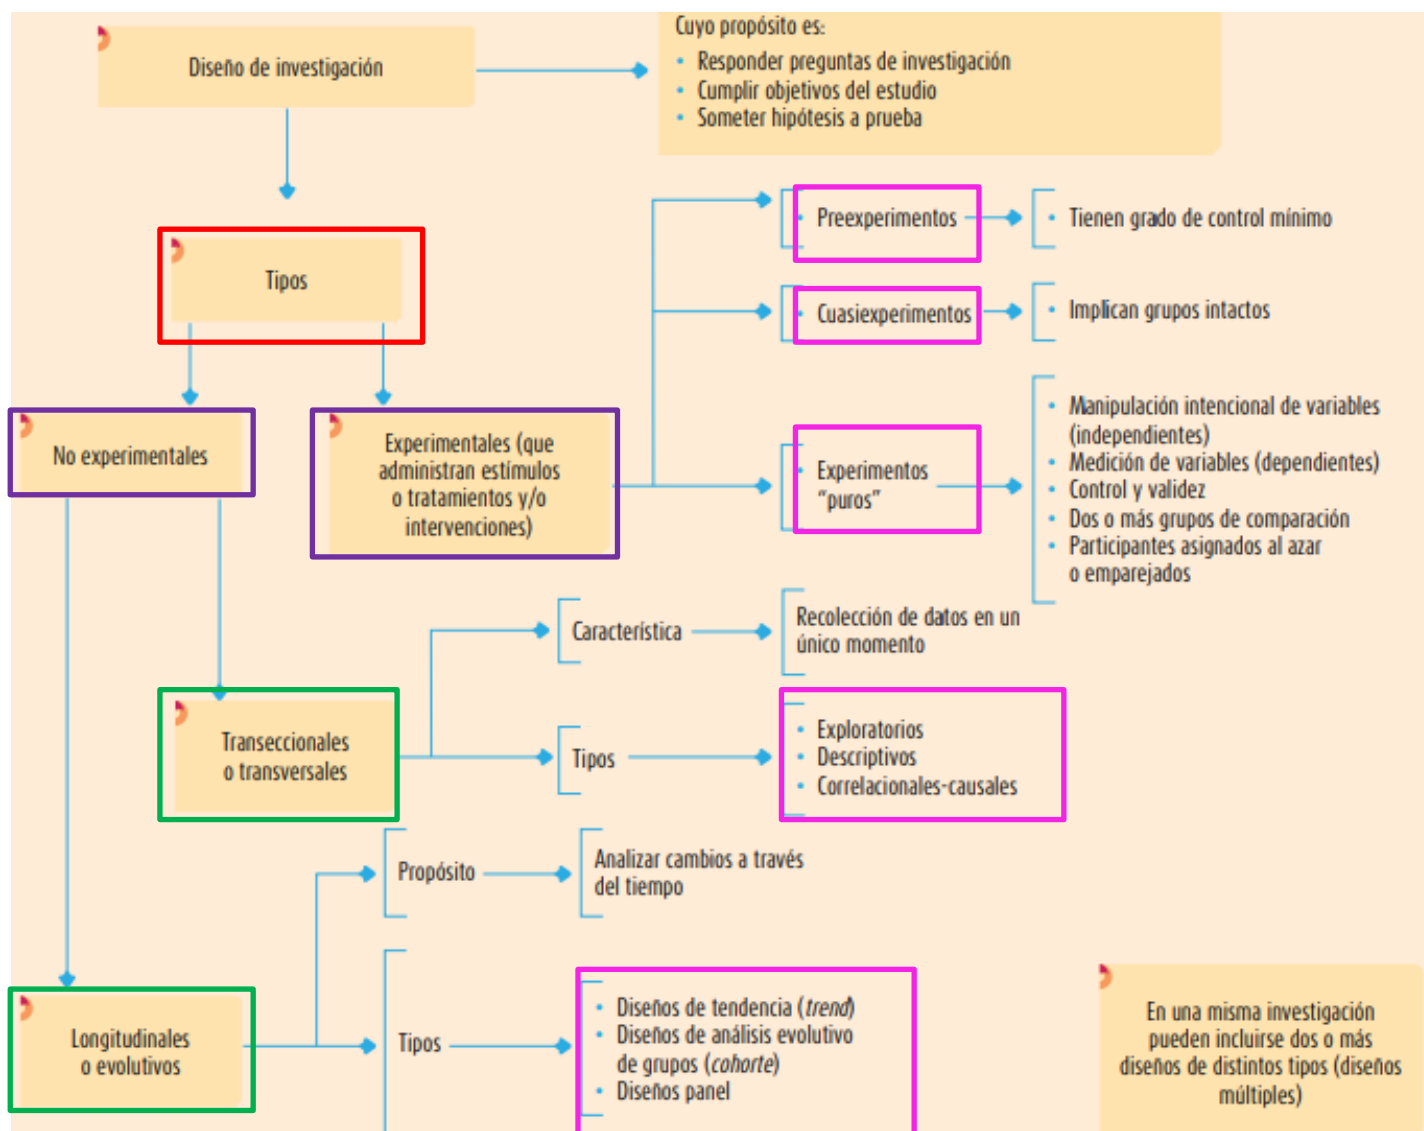 Cuyo propósito es:
• Responder preguntas de investigación
• Cumplir objetivos del estudio
• Someter hipótesis a prueba
Diseño de investigación
Tipos
No experimentales
Experimentales (que
administran estímulos
o tratamientos y/o
intervenciones)
• Preexperimentos
• Tienen grado de control mínimo
• Cuasiexperimentos
• Implican grupos intactos
• Experimentos
"puros"
• Manipulación intencional de variables
(independientes)
• Medición de variables (dependientes)
• Control y validez
• Dos o más grupos de comparación
• Participantes asignados al azar
o emparejados
Transeccionales
o transversales
Característica
Recolección de datos en un
único momento
Tipos
• Exploratorios
• Descriptivos
• Correlacionales-causales
Longitudinales
o evolutivos
Propósito
Analizar cambios a través
del tiempo
Tipos
• Diseños de tendencia (trend)
• Diseños de análisis evolutivo
de grupos (cohorte)
• Diseños panel
En una misma investigación
pueden incluirse dos o más
diseños de distintos tipos (diseños
múltiples)